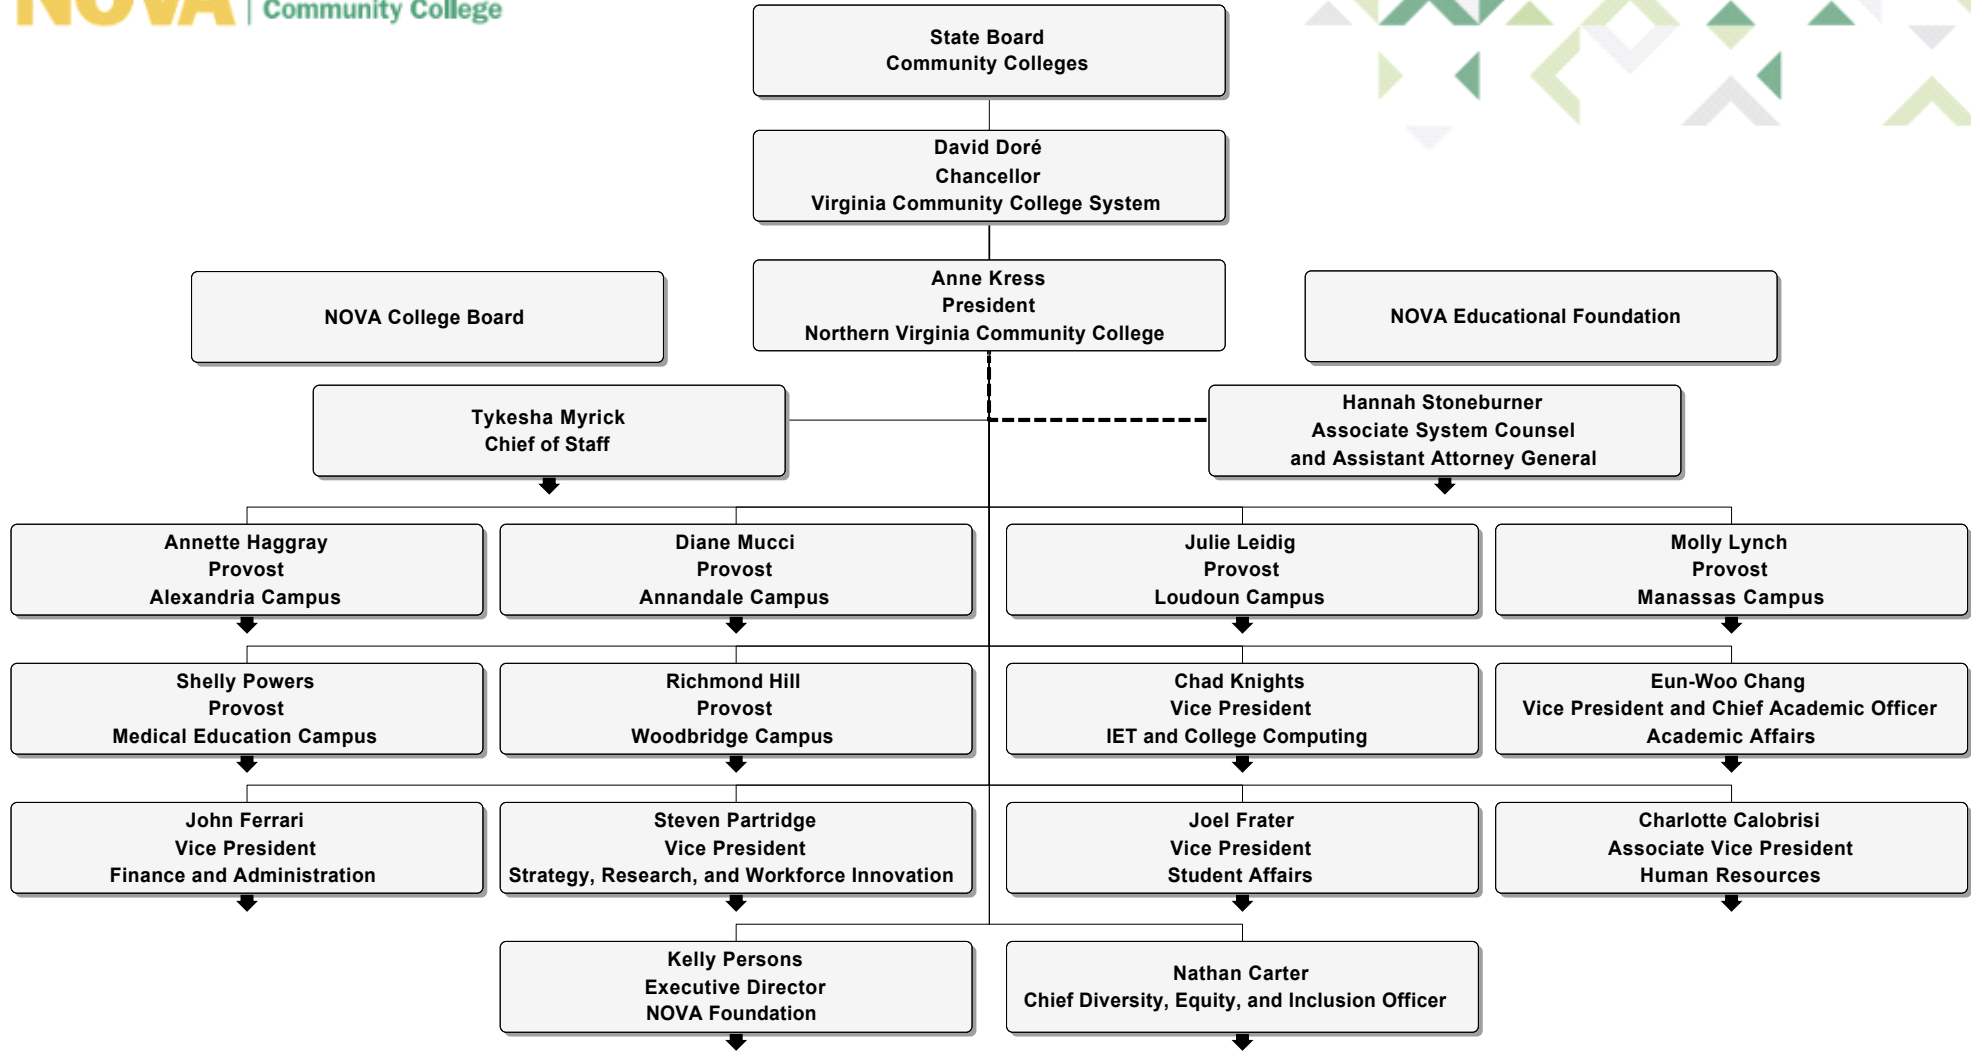 NOVA
Community College
State Board
Community Colleges
David Doré
Chancellor
Virginia Community College System
NOVA College Board
Anne Kress
President
Northern Virginia Community College
NOVA Educational Foundation
Tykesha Myrick
Chief of Staff
Hannah Stoneburner
Associate System Counsel
and Assistant Attorney General
Annette Haggray
Provost
Alexandria Campus
Diane Mucci
Provost
Annandale Campus
Julie Leidig
Provost
Loudoun Campus
Molly Lynch
Provost
Manassas Campus
Shelly Powers
Provost
Medical Education Campus
Richmond Hill
Provost
Woodbridge Campus
Chad Knights
Vice President
IET and College Computing
Eun-Woo Chang
Vice President and Chief Academic Officer
Academic Affairs
John Ferrari
Vice President
Finance and Administration
Steven Partridge
Vice President
Strategy, Research, and Workforce Innovation
Joel Frater
Vice President
Student Affairs
Charlotte Calobrisi
Associate Vice President
Human Resources
Kelly Persons
Executive Director
NOVA Foundation
Nathan Carter
Chief Diversity, Equity, and Inclusion Officer